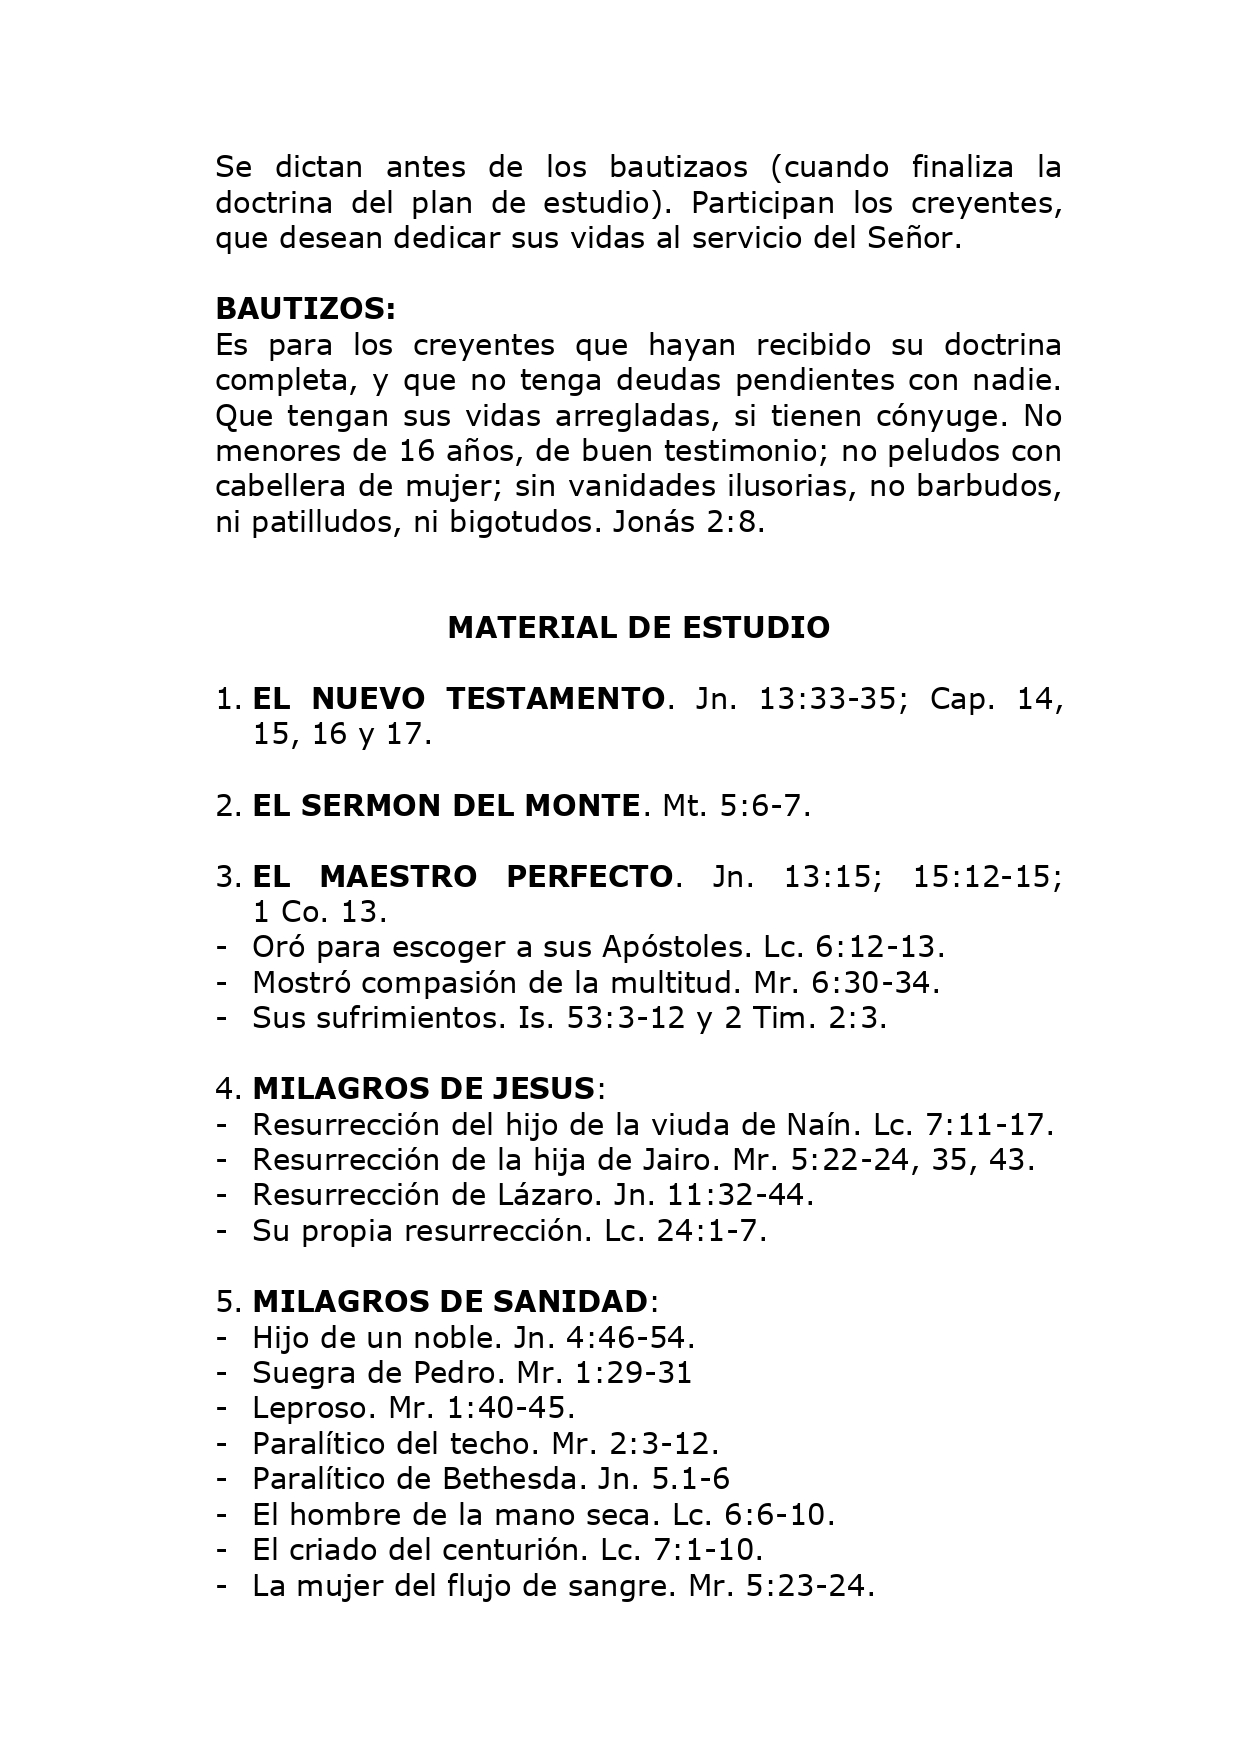 Se dictan antes de los bautizaos (cuando finaliza la
doctrina del plan de estudio). Participan los creyentes,
que desean dedicar sus vidas al servicio del Señor.
BAUTIZOS:
Es para los creyentes que hayan recibido su doctrina
completa, y que no tenga deudas pendientes con nadie.
Que tengan sus vidas arregladas, si tienen cónyuge. No
menores de 16 años, de buen testimonio; no peludos con
cabellera de mujer; sin vanidades ilusorias, no barbudos,
ni patilludos, ni bigotudos. Jonás 2:8.
MATERIAL DE ESTUDIO
1. EL NUEVO TESTAMENTO. Jn. 13:33-35; Cap. 14,
15, 16 y 17.
2. EL SERMON DEL MONTE. Mt. 5:6-7.
3. EL MAESTRO PERFECTO. Jn. 13:15; 15:12-15;
1 Co. 13.
- Oró para escoger a sus Apóstoles. Lc. 6:12-13.
- Mostró compasión de la multitud. Mr. 6:30-34.
- Sus sufrimientos. Is. 53:3-12 y 2 Tim. 2:3.
4. MILAGROS DE JESUS:
- Resurrección del hijo de la viuda de Naín. Lc. 7:11-17.
- Resurrección de la hija de Jairo. Mr. 5:22-24, 35, 43.
- Resurrección de Lázaro. Jn. 11:32-44.
- Su propia resurrección. Lc. 24:1-7.
5. MILAGROS DE SANIDAD:
- Hijo de un noble. Jn. 4:46-54.
- Suegra de Pedro. Mr. 1:29-31
- Leproso. Mr. 1:40-45.
- Paralítico del techo. Mr. 2:3-12.
- Paralítico de Bethesda. Jn. 5.1-6
- El hombre de la mano seca. Lc. 6:6-10.
- El criado del centurión. Lc. 7:1-10.
- La mujer del flujo de sangre. Mr. 5:23-24.